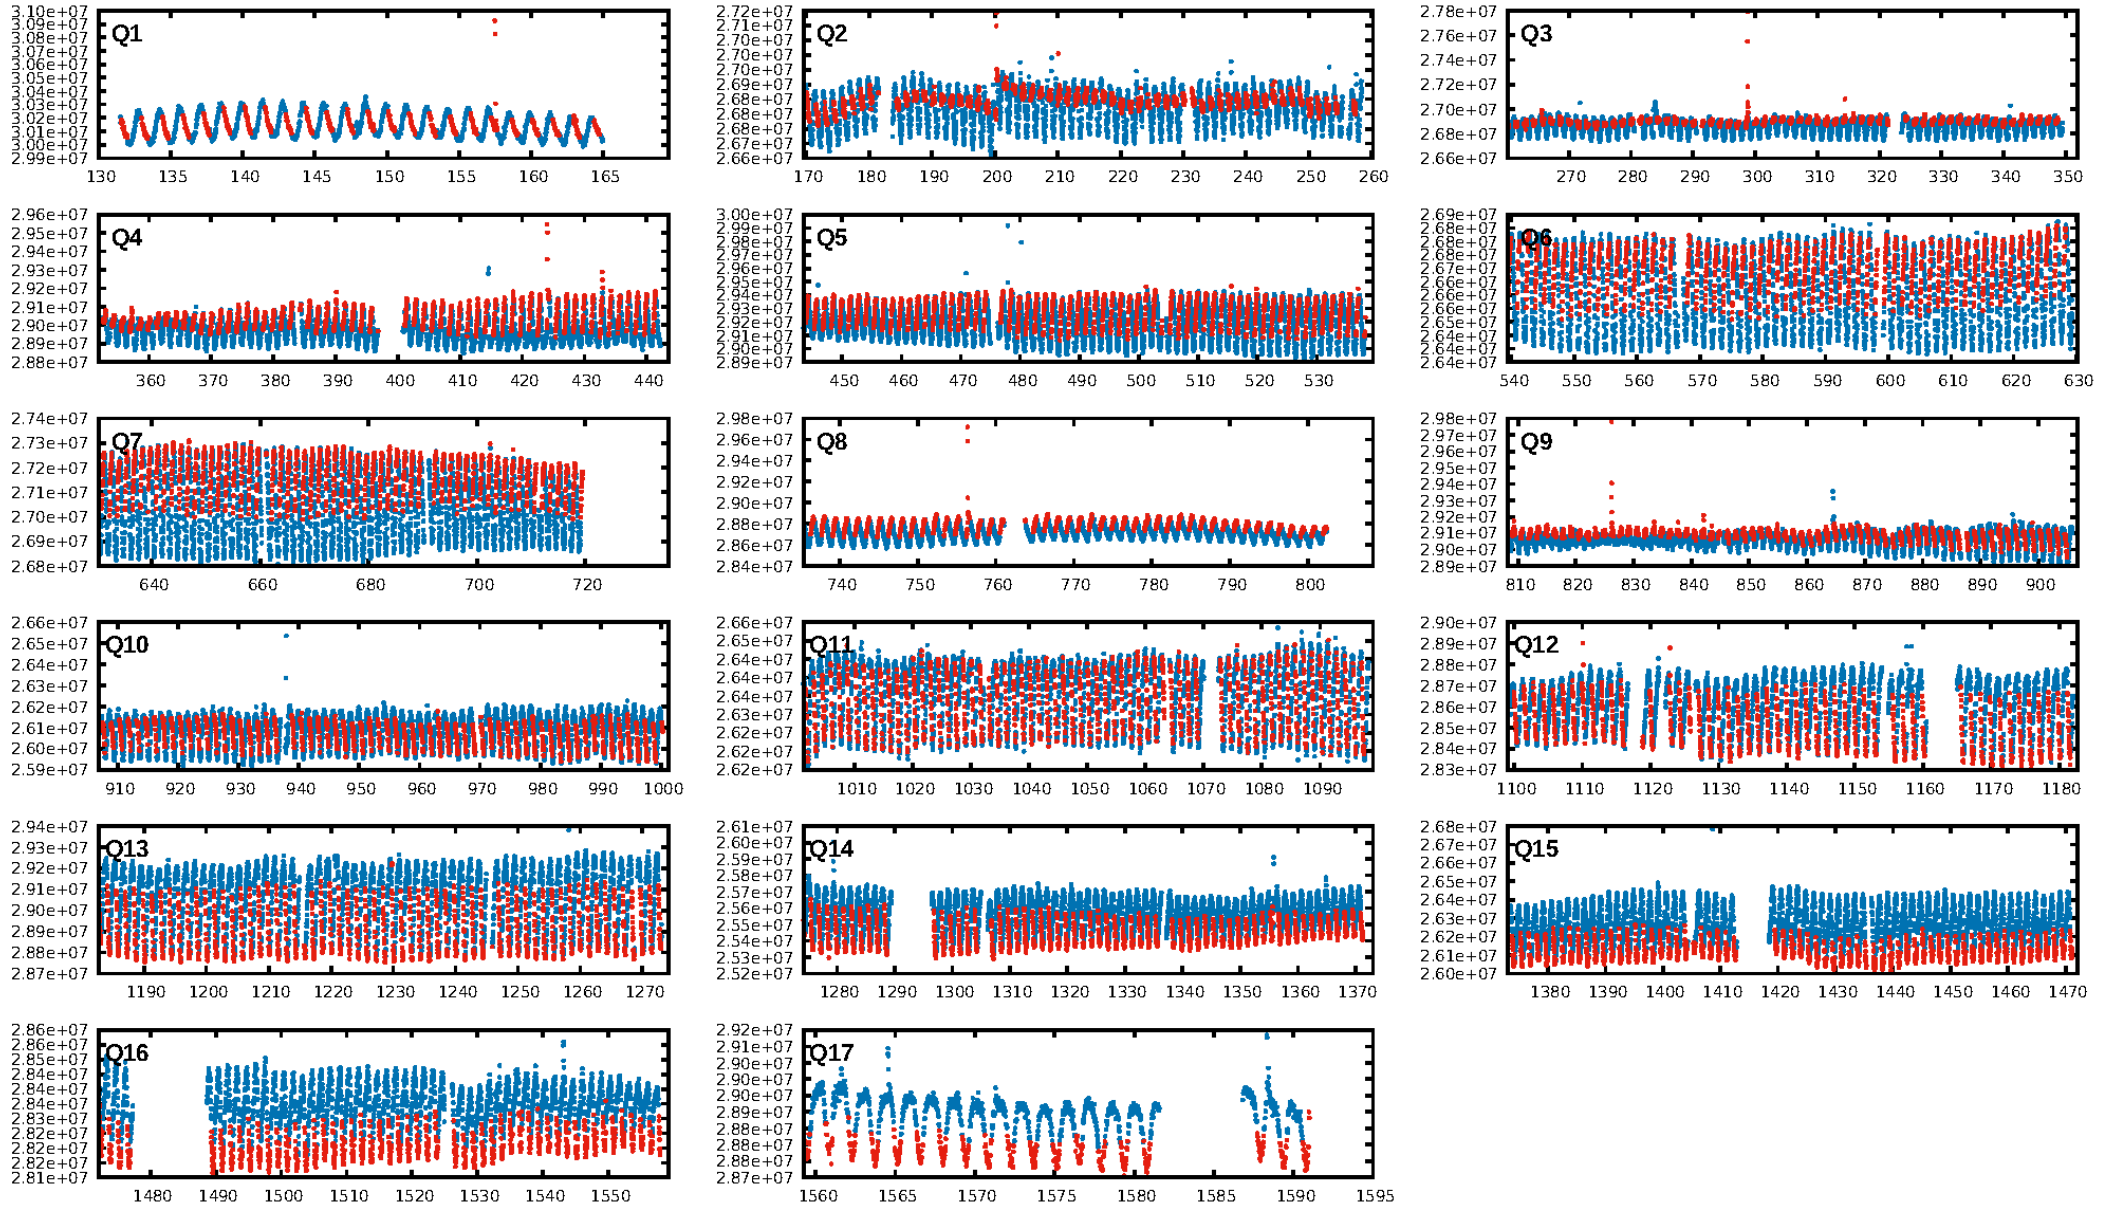 3.10e+07
3.09e+07
3.08e+07
3.07e+07
3.06e+07
3.05e+07
3.04e+07
3.03e+07
3.02e+07
3.01e+07
3.00e+07
2.99e+07
Q1
130 135 140 145 150 155 160 165
2.72e+07
2.71e+07
2.70e+07
2.70e+07
2.70e+07
2.69e+07
2.68e+07
2.68e+07
2.68e+07
2.67e+07
2.66e+07
Q2
170 180 190 200 210 220 230 240 250 260
2.78e+07
2.76e+07
2.74e+07
2.72e+07
2.70e+07
2.68e+07
2.66e+07
Q3
270 280 290 300 310 320 330 340 350
2.96e+07
2.95e+07
2.94e+07
2.93e+07
2.92e+07
2.91e+07
2.90e+07
2.89e+07
2.88e+07
Q4
360 370 380 390 400 410 420 430 440
3.00e+07
2.99e+07
2.98e+07
2.97e+07
2.96e+07
2.95e+07
2.94e+07
2.93e+07
2.92e+07
2.91e+07
2.90e+07
2.89e+07
Q5
450 460 470 480 490 500 510 520 530
2.69e+07
2.68e+07
2.68e+07
2.68e+07
2.67e+07
2.66e+07
2.66e+07
2.66e+07
2.65e+07
2.64e+07
2.64e+07
2.64e+07
Q6
540 550 560 570 580 590 600 610 620 630
2.74e+07
2.73e+07
2.72e+07
2.71e+07
2.70e+07
2.69e+07
2.68e+07
Q7
640 660 680 700 720
2.98e+07
2.96e+07
2.94e+07
2.92e+07
2.90e+07
2.88e+07
2.86e+07
2.84e+07
Q8
740 750 760 770 780 790 800
2.98e+07
2.97e+07
2.95e+07
2.95e+07
2.94e+07
2.93e+07
2.92e+07
2.91e+07
2.90e+07
2.89e+07
Q9
810 820 830 840 850 860 870 880 890 900
2.66e+07
2.65e+07
2.64e+07
2.63e+07
2.62e+07
2.61e+07
2.60e+07
2.59e+07
Q10
910 920 930 940 950 960 970 980 990 1000
2.66e+07
2.65e+07
2.64e+07
2.64e+07
2.64e+07
2.63e+07
2.62e+07
2.62e+07
2.62e+07
Q11
1010 1020 1030 1040 1050 1060 1070 1080 1090
2.90e+07
2.89e+07
2.88e+07
2.87e+07
2.86e+07
2.85e+07
2.84e+07
2.83e+07
Q12
1100 1110 1120 1130 1140 1150 1160 1170 1180
2.94e+07
2.93e+07
2.92e+07
2.91e+07
2.90e+07
2.89e+07
2.88e+07
2.87e+07
Q13
1190 1200 1210 1220 1230 1240 1250 1260 1270
2.61e+07
2.60e+07
2.59e+07
2.58e+07
2.57e+07
2.56e+07
2.55e+07
2.54e+07
2.53e+07
2.52e+07
Q14
1280 1290 1300 1310 1320 1330 1340 1350 1360 1370
2.68e+07
2.67e+07
2.66e+07
2.65e+07
2.64e+07
2.63e+07
2.62e+07
2.61e+07
2.60e+07
Q15
1380 1390 1400 1410 1420 1430 1440 1450 1460 1470
2.86e+07
2.86e+07
2.85e+07
2.84e+07
2.84e+07
2.84e+07
2.83e+07
2.82e+07
2.82e+07
2.82e+07
2.81e+07
Q16
1480 1490 1500 1510 1520 1530 1540 1550
2.92e+07
2.91e+07
2.90e+07
2.90e+07
2.90e+07
2.89e+07
2.88e+07
2.88e+07
2.88e+07
2.87e+07
Q17
1560 1565 1570 1575 1580 1585 1590 1595